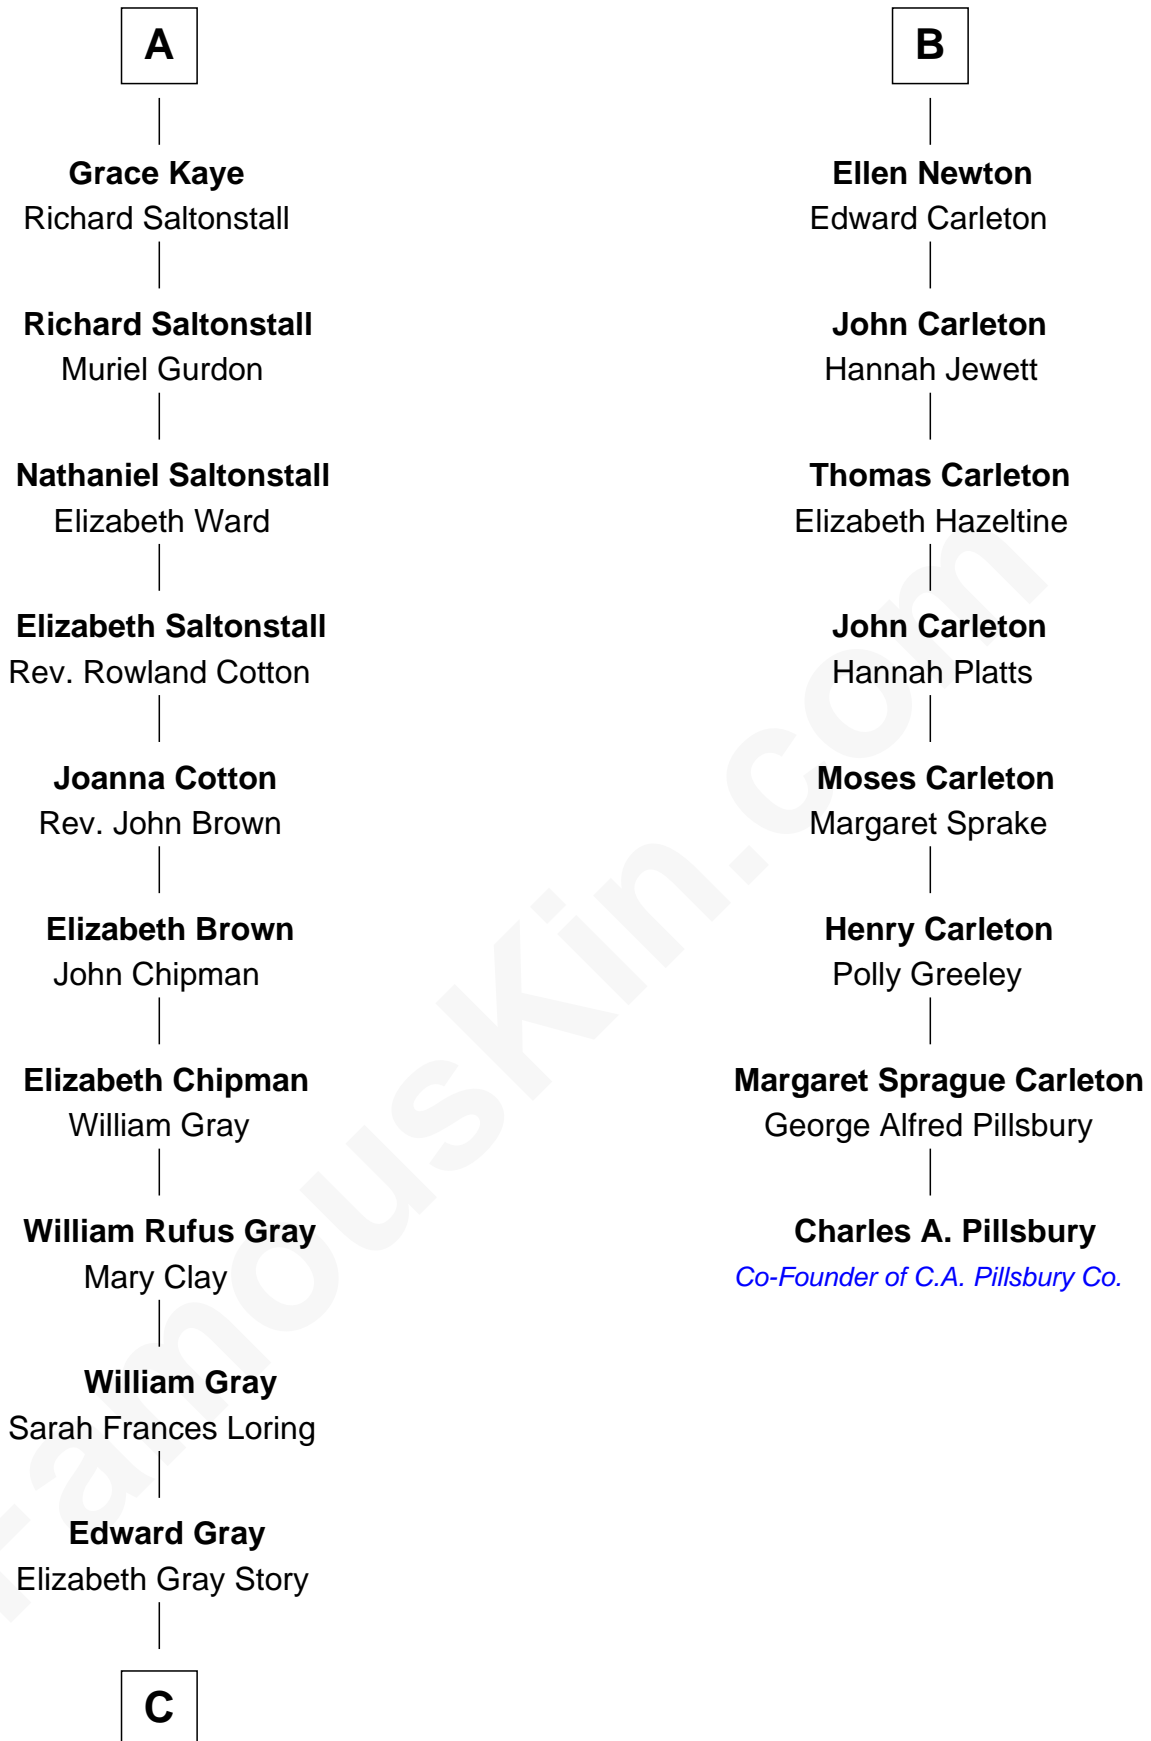 A
Grace Kaye
Richard Saltonstall
Richard Saltonstall
Muriel Gurdon
Nathaniel Saltonstall
Elizabeth Ward
Elizabeth Saltonstall
Rev. Rowland Cotton
Joanna Cotton
Rev. John Brown
Elizabeth Brown
John Chipman
Elizabeth Chipman
William Gray
William Rufus Gray
Mary Clay
William Gray
Sarah Frances Loring
Edward Gray
Elizabeth Gray Story
C
B
Ellen Newton
Edward Carleton
John Carleton
Hannah Jewett
Thomas Carleton
Elizabeth Hazeltine
John Carleton
Hannah Platts
Moses Carleton
Margaret Sprake
Henry Carleton
Polly Greeley
Margaret Sprague Carleton
George Alfred Pillsbury
Charles A. Pillsbury
Co-Founder of C.A. Pillsbury Co.
FamousKin.com